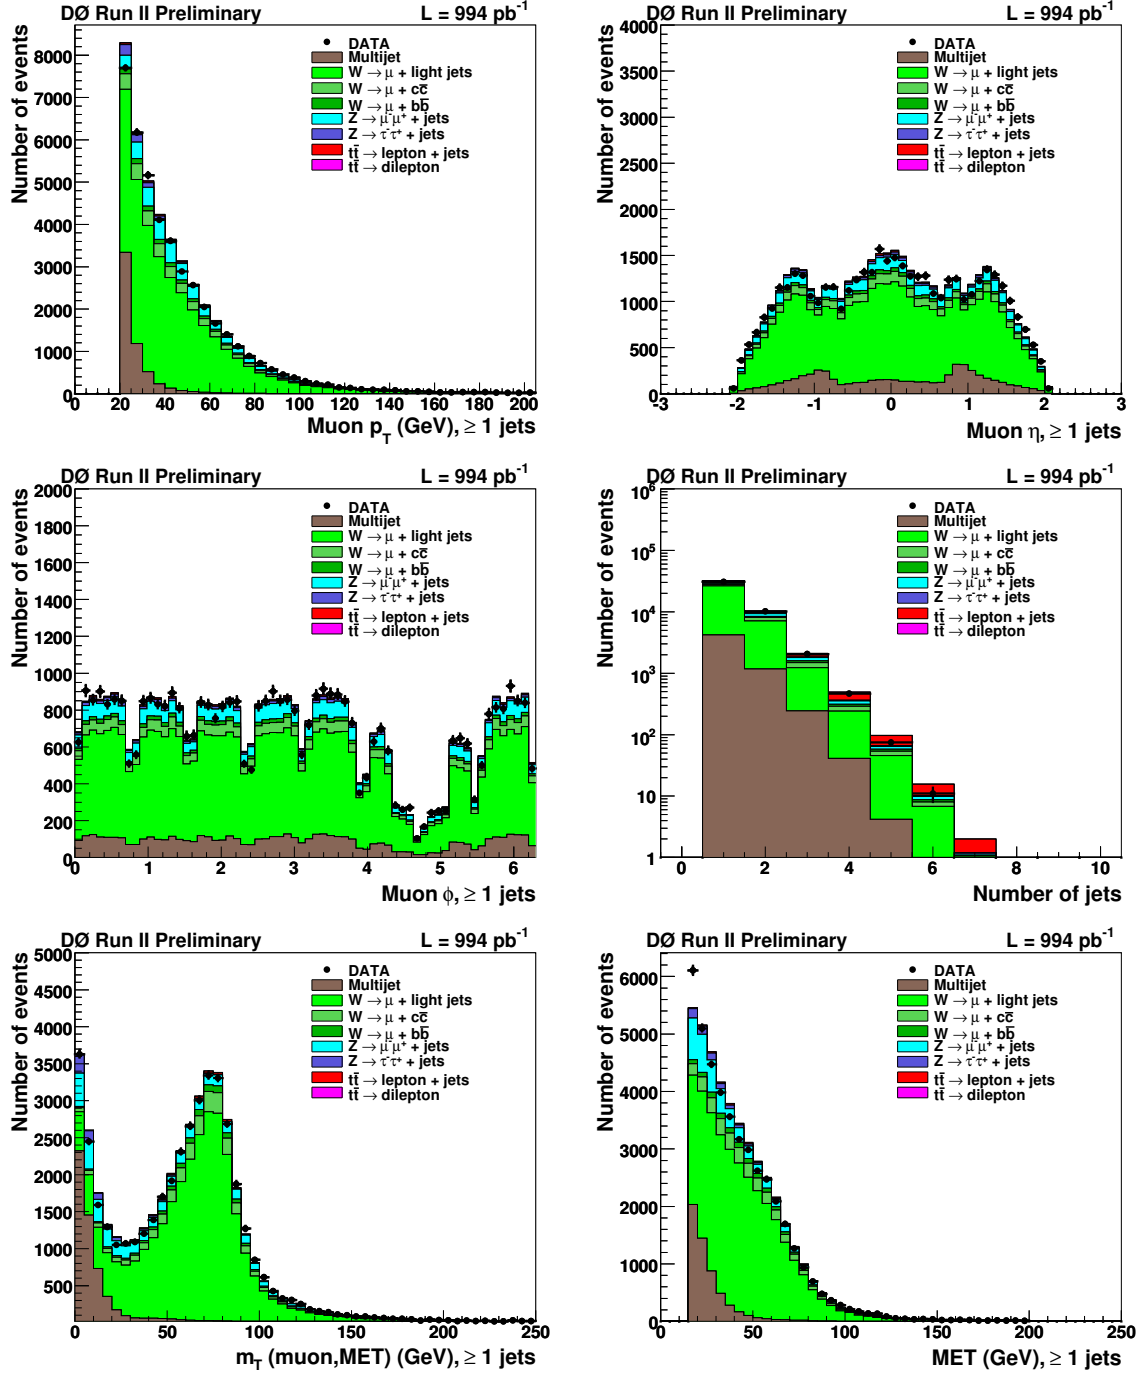 DØ Run II Preliminary L = 994 pb⁻¹
Number of events
8000
7000
6000
5000
4000
3000
2000
1000
0
DATA
Multijet
W → μ + light jets
W → μ + cc̄
W → μ + bb̄
Z → μ⁻μ⁺ + jets
Z → τ⁻τ⁺ + jets
tt̄ → lepton + jets
tt̄ → dilepton
0 20 40 60 80 100 120 140 160 180 200
Muon p_T (GeV), ≥ 1 jets
DØ Run II Preliminary L = 994 pb⁻¹
Number of events
4000
3500
3000
2500
2000
1500
1000
500
0
DATA
Multijet
W → μ + light jets
W → μ + cc̄
W → μ + bb̄
Z → μ⁻μ⁺ + jets
Z → τ⁻τ⁺ + jets
tt̄ → lepton + jets
tt̄ → dilepton
-3 -2 -1 0 1 2 3
Muon η, ≥ 1 jets
DØ Run II Preliminary L = 994 pb⁻¹
Number of events
2000
1800
1600
1400
1200
1000
800
600
400
200
0
DATA
Multijet
W → μ + light jets
W → μ + cc̄
W → μ + bb̄
Z → μ⁻μ⁺ + jets
Z → τ⁻τ⁺ + jets
tt̄ → lepton + jets
tt̄ → dilepton
0 1 2 3 4 5 6
Muon ϕ, ≥ 1 jets
DØ Run II Preliminary L = 994 pb⁻¹
Number of events
10⁶
10⁵
10⁴
10³
10²
10
1
DATA
Multijet
W → μ + light jets
W → μ + cc̄
W → μ + bb̄
Z → μ⁻μ⁺ + jets
Z → τ⁻τ⁺ + jets
tt̄ → lepton + jets
tt̄ → dilepton
0 2 4 6 8 10
Number of jets
DØ Run II Preliminary L = 994 pb⁻¹
Number of events
5000
4500
4000
3500
3000
2500
2000
1500
1000
500
DATA
Multijet
W → μ + light jets
W → μ + cc̄
W → μ + bb̄
Z → μ⁻μ⁺ + jets
Z → τ⁻τ⁺ + jets
tt̄ → lepton + jets
tt̄ → dilepton
0 50 100 150 200 250
m_T (muon,MET) (GeV), ≥ 1 jets
DØ Run II Preliminary L = 994 pb⁻¹
Number of events
6000
5000
4000
3000
2000
1000
0
DATA
Multijet
W → μ + light jets
W → μ + cc̄
W → μ + bb̄
Z → μ⁻μ⁺ + jets
Z → τ⁻τ⁺ + jets
tt̄ → lepton + jets
tt̄ → dilepton
0 50 100 150 200 250
MET (GeV), ≥ 1 jets